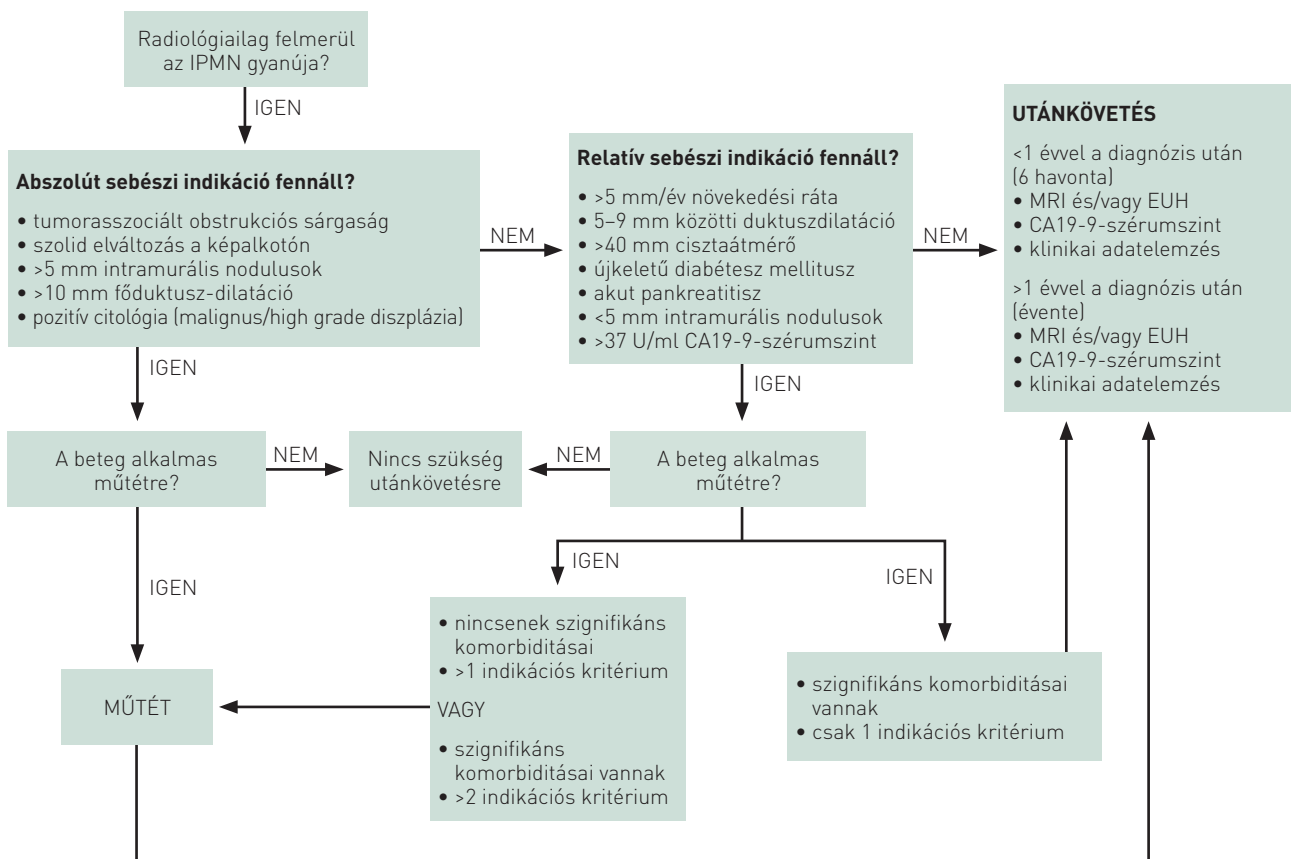 Radiológiailag felmerül
az IPMN gyanúja?
IGEN
Abszolút sebészi indikáció fennáll?
• tumorasszociált obstrukciós sárgaság
• szolid elváltozás a képalkotón
• >5 mm intramurális nodulusok
• >10 mm főduktusz-dilatáció
• pozitív citológia (malignus/high grade diszplázia)
NEM
Relatív sebészi indikáció fennáll?
• >5 mm/év növekedési ráta
• 5–9 mm közötti duktuszdilatáció
• >40 mm cisztaátmérő
• újkeletű diabétesz mellitusz
• akut pankreatitisz
• <5 mm intramurális nodulusok
• >37 U/ml CA19-9-szérumszint
NEM
UTÁNKÖVETÉS
<1 évvel a diagnózis után
(6 havonta)
• MRI és/vagy EUH
• CA19-9-szérumszint
• klinikai adatelemzés
>1 évvel a diagnózis után
(évente)
• MRI és/vagy EUH
• CA19-9-szérumszint
• klinikai adatelemzés
IGEN
IGEN
A beteg alkalmas
műtétre?
NEM
Nincs szükség
utánkövetésre
NEM
A beteg alkalmas
műtétre?
IGEN
IGEN
IGEN
• nincsenek szignifikáns
komorbiditásai
• >1 indikációs kritérium
VAGY
• szignifikáns
komorbiditásai vannak
• >2 indikációs kritérium
MŰTÉT
• szignifikáns komorbiditásai
vannak
• csak 1 indikációs kritérium